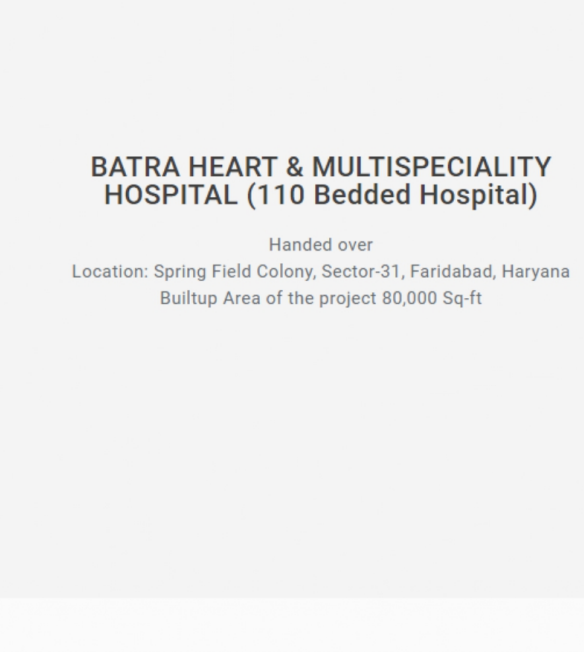 BATRA HEART & MULTISPECIALITY
HOSPITAL (110 Bedded Hospital)
Handed over
Location: Spring Field Colony, Sector-31, Faridabad, Haryana
Builtup Area of the project 80,000 Sq-ft